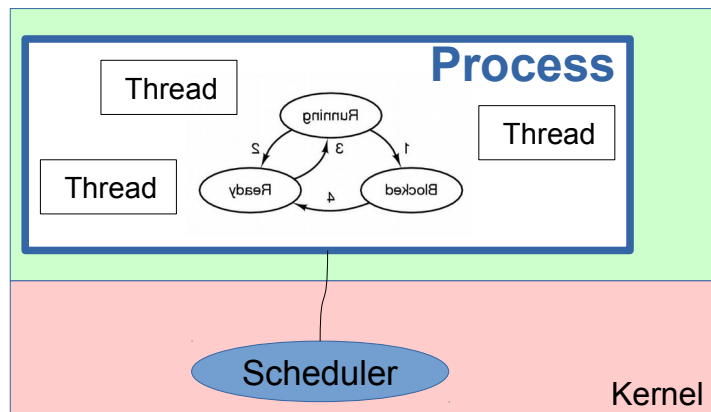 Process
Thread
Running
Thread
2
3
1
Thread
Ready
4
Blocked
Scheduler
Kernel